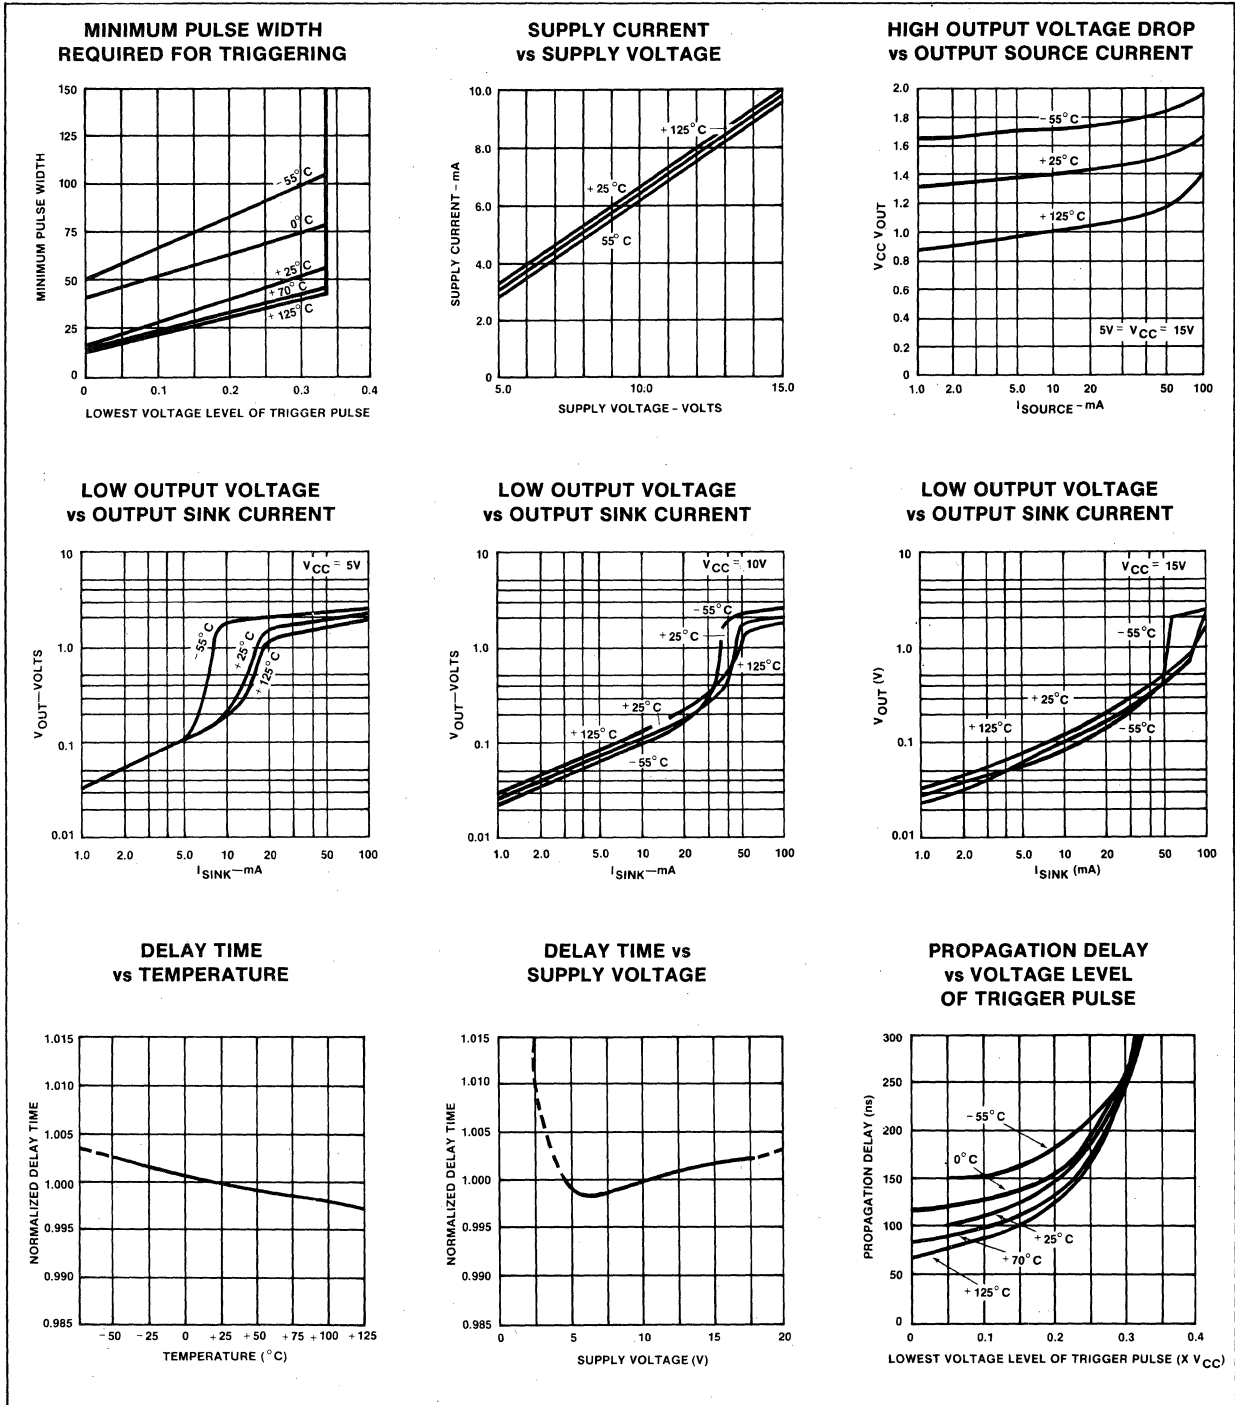 MINIMUM PULSE WIDTH
REQUIRED FOR TRIGGERING
MINIMUM PULSE WIDTH
150
125
100
75
50
25
0
− 55°C
0°C
+ 25°C
+ 70°C
+ 125°C
0 0.1 0.2 0.3 0.4
LOWEST VOLTAGE LEVEL OF TRIGGER PULSE
SUPPLY CURRENT
vs SUPPLY VOLTAGE
SUPPLY CURRENT – mA
10.0
8.0
6.0
4.0
2.0
0
+ 125°C
+ 25°C
55°C
5.0 10.0 15.0
SUPPLY VOLTAGE – VOLTS
HIGH OUTPUT VOLTAGE DROP
vs OUTPUT SOURCE CURRENT
VCC VOUT
2.0
1.8
1.6
1.4
1.2
1.0
0.8
0.6
0.4
0.2
0
− 55°C
+ 25°C
+ 125°C
5V = VCC = 15V
1.0 2.0 5.0 10 20 50 100
ISOURCE – mA
LOW OUTPUT VOLTAGE
vs OUTPUT SINK CURRENT
VOUT—VOLTS
10
1.0
0.1
0.01
VCC = 5V
− 55°C
+ 25°C
+ 125°C
1.0 2.0 5.0 10 20 50 100
ISINK—mA
LOW OUTPUT VOLTAGE
vs OUTPUT SINK CURRENT
VOUT—VOLTS
10
1.0
0.1
0.01
VCC = 10V
− 55°C
+ 25°C
+ 125°C
+ 25°C
+ 125°C
− 55°C
1.0 2.0 5.0 10 20 50 100
ISINK—mA
LOW OUTPUT VOLTAGE
vs OUTPUT SINK CURRENT
VOUT (V)
10
1.0
0.1
0.01
VCC = 15V
− 55°C
+ 25°C
+ 125°C
− 55°C
1.0 2.0 5.0 10 20 50 100
ISINK (mA)
DELAY TIME
vs TEMPERATURE
NORMALIZED DELAY TIME
1.015
1.010
1.005
1.000
0.995
0.990
0.985
− 50 − 25 0 + 25 + 50 + 75 + 100 + 125
TEMPERATURE (°C)
DELAY TIME vs
SUPPLY VOLTAGE
NORMALIZED DELAY TIME
1.015
1.010
1.005
1.000
0.995
0.990
0.985
0 5 10 15 20
SUPPLY VOLTAGE (V)
PROPAGATION DELAY
vs VOLTAGE LEVEL
OF TRIGGER PULSE
PROPAGATION DELAY (ns)
300
250
200
150
100
50
0
− 55°C
0°C
+ 25°C
+ 70°C
+ 125°C
0 0.1 0.2 0.3 0.4
LOWEST VOLTAGE LEVEL OF TRIGGER PULSE (X VCC)